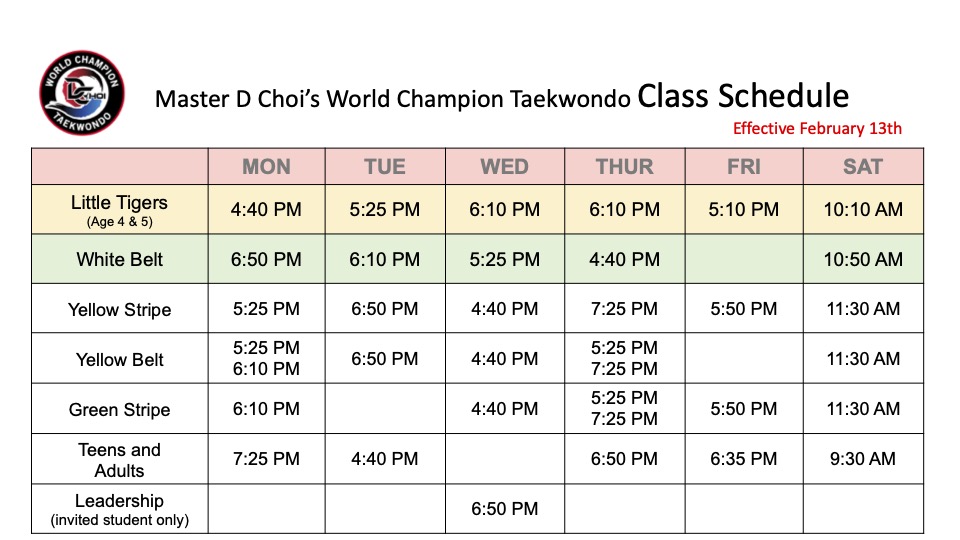 WORLD CHAMPION
D CHOI
TAEKWONDO
Master D Choi's World Champion Taekwondo Class Schedule
Effective February 13th
MON TUE WED THUR FRI SAT
Little Tigers
(Age 4 & 5)
4:40 PM 5:25 PM 6:10 PM 6:10 PM 5:10 PM 10:10 AM
White Belt 6:50 PM 6:10 PM 5:25 PM 4:40 PM 10:50 AM
Yellow Stripe 5:25 PM 6:50 PM 4:40 PM 7:25 PM 5:50 PM 11:30 AM
Yellow Belt 5:25 PM 6:50 PM 4:40 PM 5:25 PM 11:30 AM
6:10 PM 7:25 PM
Green Stripe 6:10 PM 4:40 PM 5:25 PM 5:50 PM 11:30 AM
7:25 PM
Teens and
Adults
7:25 PM 4:40 PM 6:50 PM 6:35 PM 9:30 AM
Leadership
(invited student only)
6:50 PM